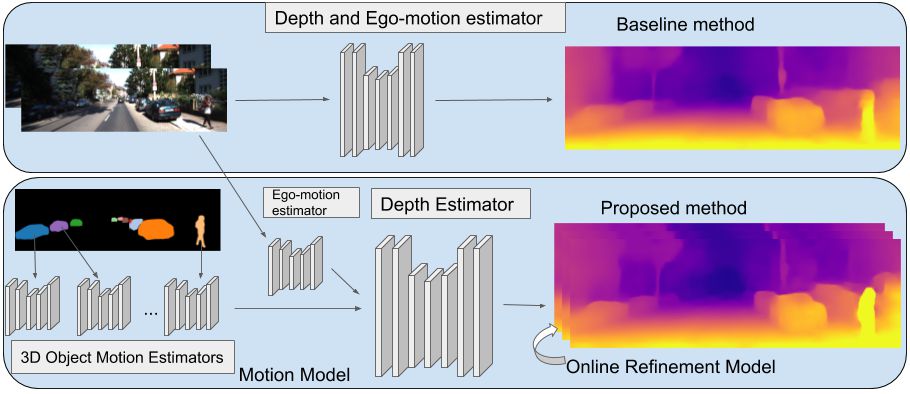 Depth and Ego-motion estimator
Baseline method
Ego-motion
estimator
Depth Estimator
Proposed method
...
3D Object Motion Estimators
Motion Model
Online Refinement Model